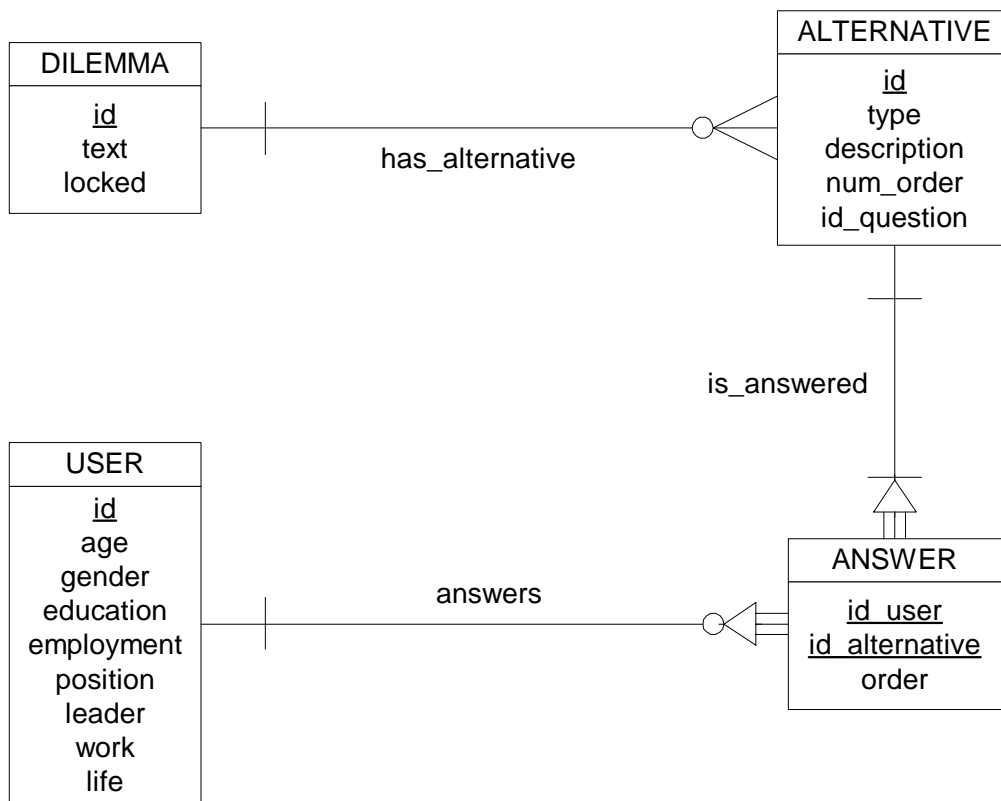 DILEMMA
id
text
locked
has_alternative
ALTERNATIVE
id
type
description
num_order
id_question
is_answered
USER
id
age
gender
education
employment
position
leader
work
life
answers
ANSWER
id_user
id_alternative
order